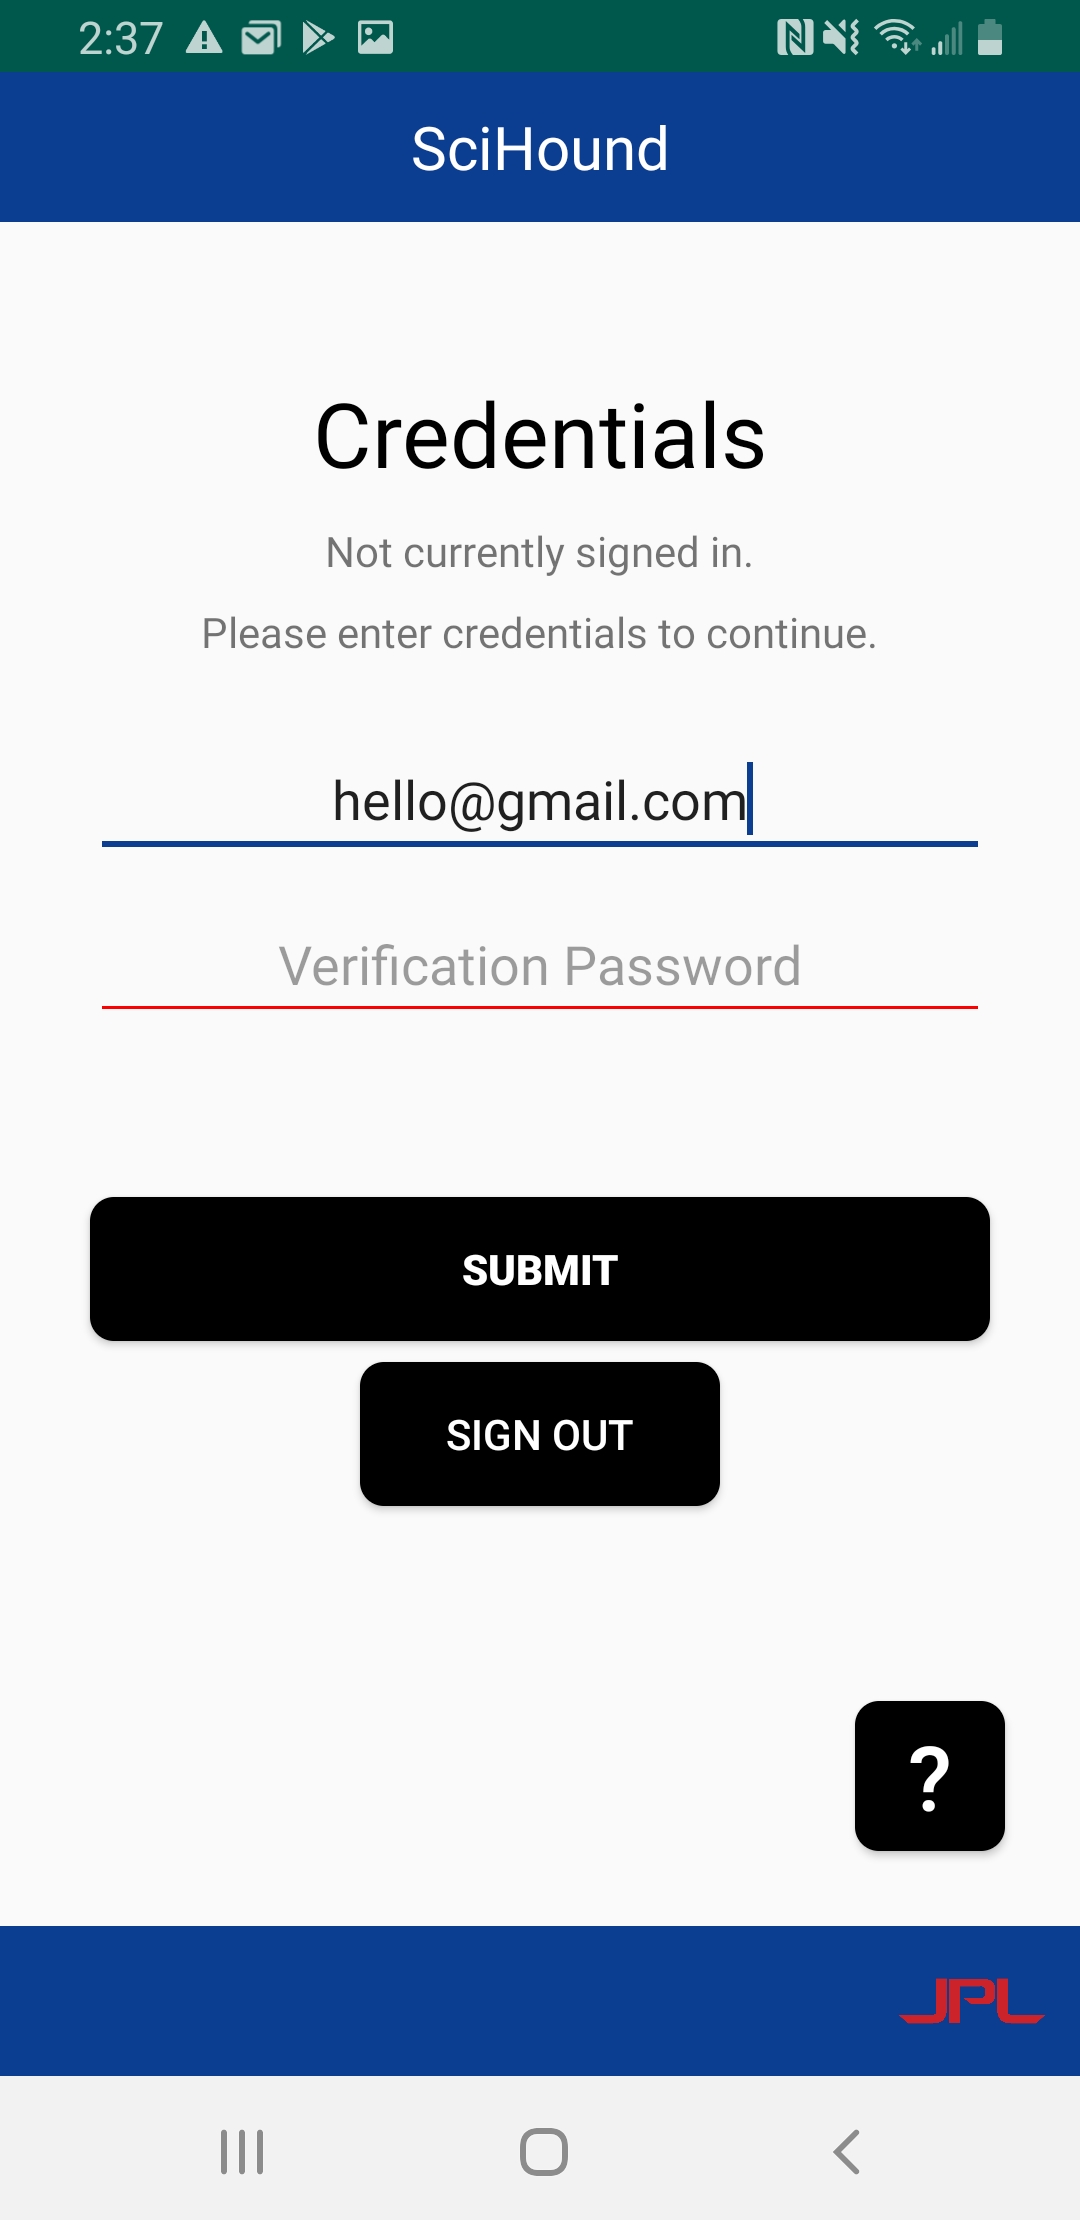 2:37
SciHound
Credentials
Not currently signed in.
Please enter credentials to continue.
hello@gmail.com
Verification Password
SUBMIT
SIGN OUT
?
JPL